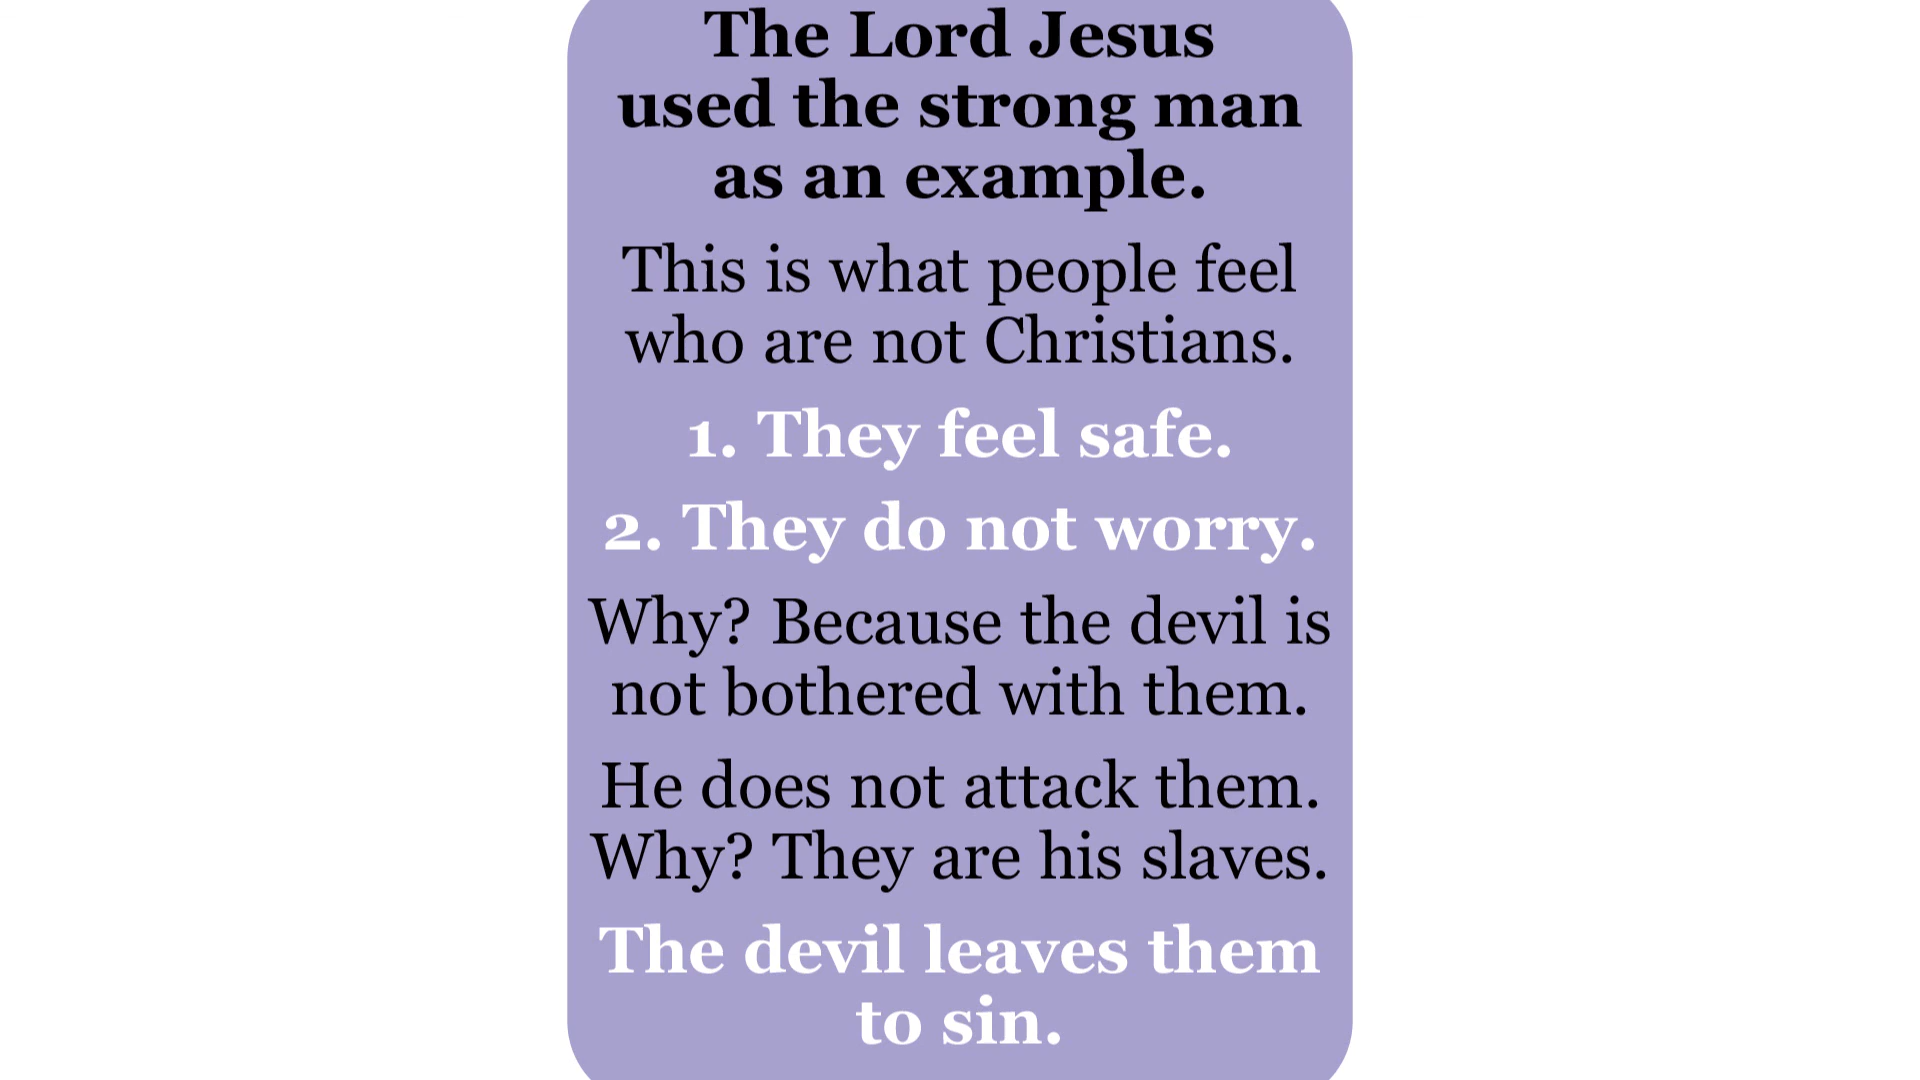 The Lord Jesus
used the strong man
as an example.
This is what people feel
who are not Christians.
1. They feel safe.
2. They do not worry.
Why? Because the devil is
not bothered with them.
He does not attack them.
Why? They are his slaves.
The devil leaves them
to sin.